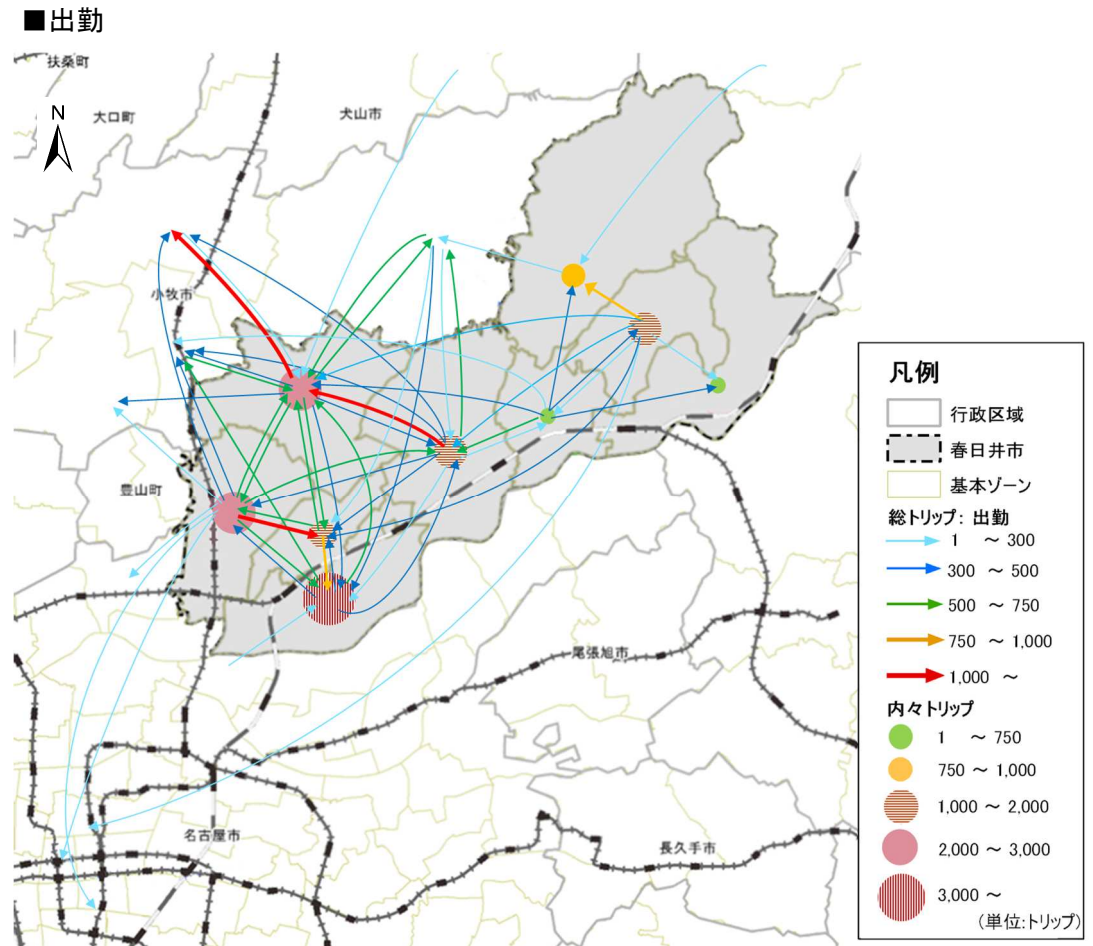 ■出勤
扶桑町
N
大口町
犬山市
小牧市
豊山町
尾張旭市
名古屋市
長久手市
凡例
行政区域
春日井市
基本ゾーン
総トリップ：出勤
1 ～300
300 ～500
500 ～750
750 ～1,000
1,000 ～
内々トリップ
1 ～750
750 ～1,000
1,000 ～2,000
2,000 ～3,000
3,000 ～
（単位:トリップ）